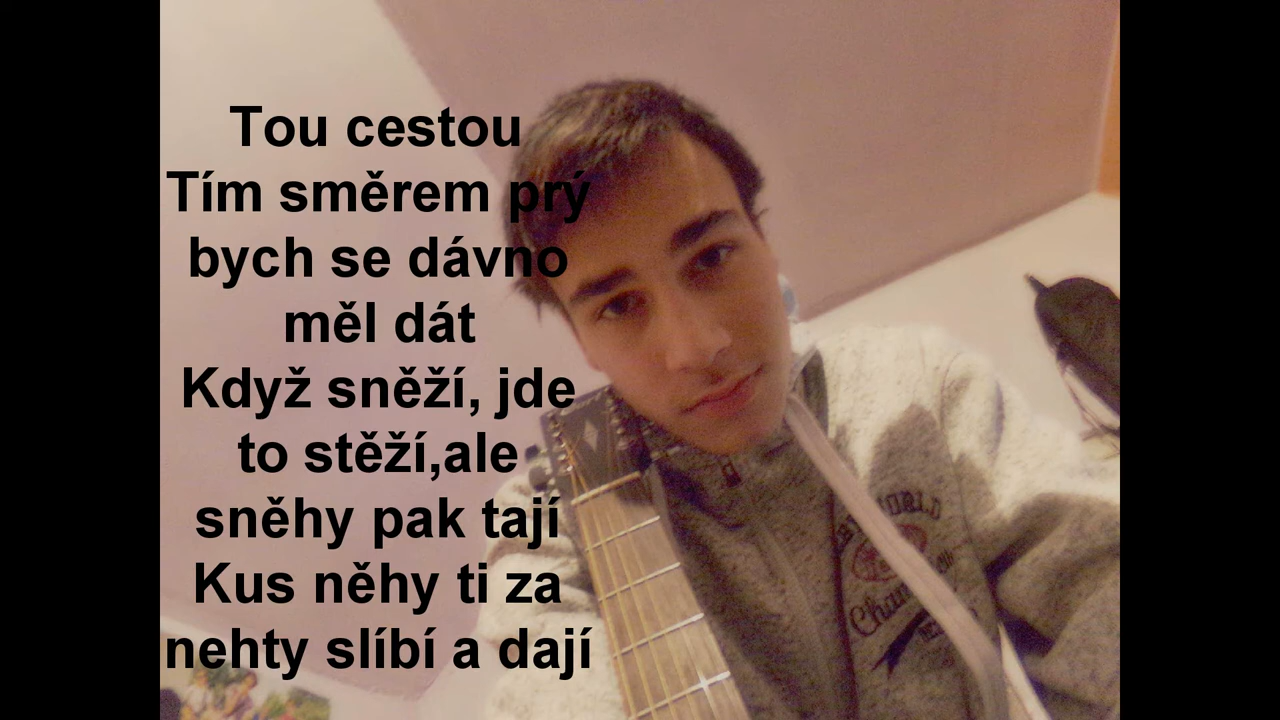 Tou cestou
Tím směrem prý
bych se dávno
měl dát
Když sněží, jde
to stěží,ale
sněhy pak tají
Kus něhy ti za
nehty slíbí a dají